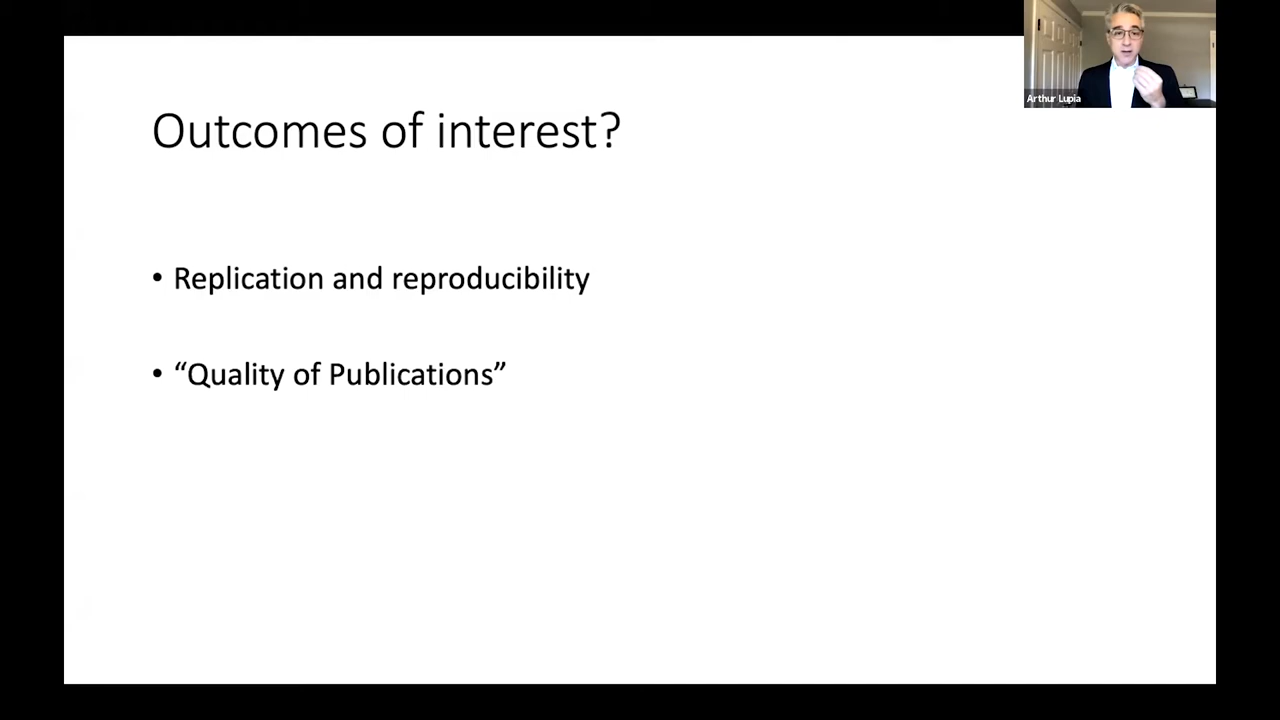 Outcomes of interest?
• Replication and reproducibility
• “Quality of Publications”
Arthur Lupia